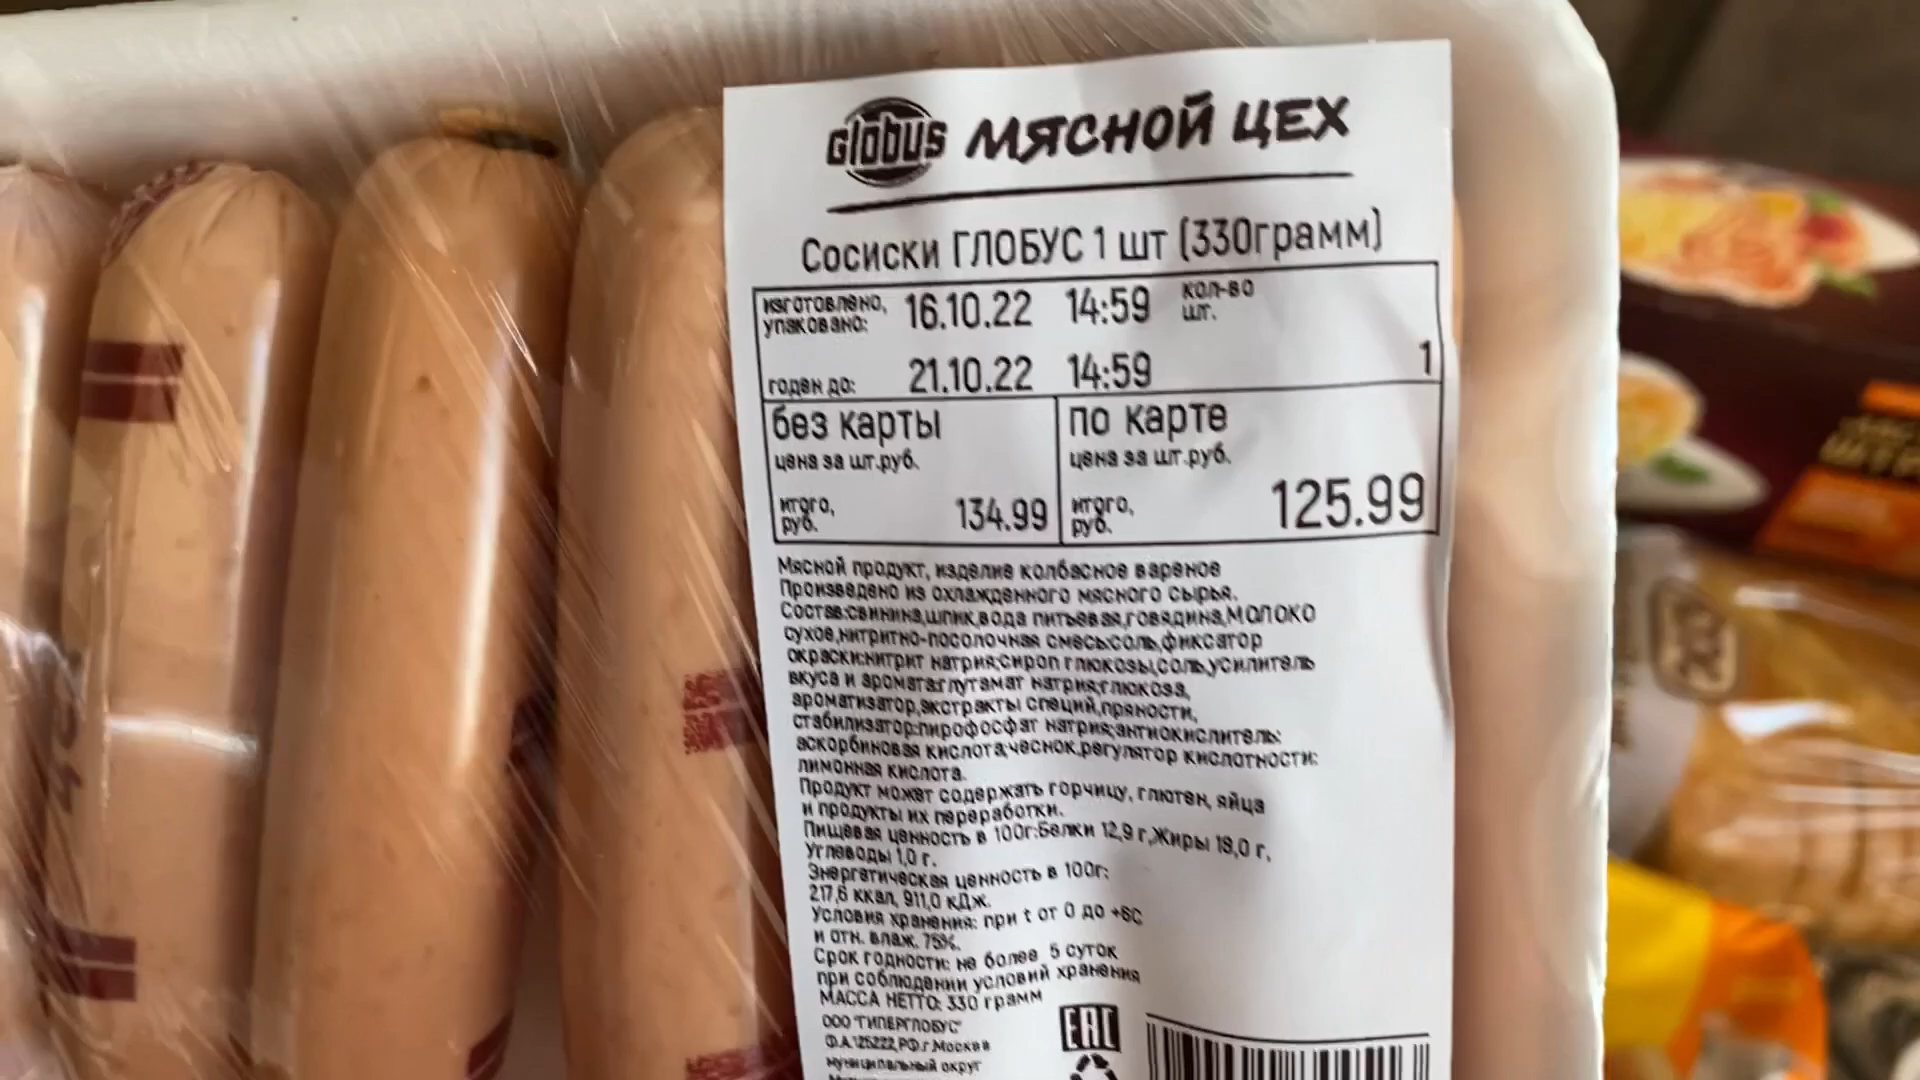 Globus МЯСНОЙ ЦЕХ
Сосиски ГЛОБУС 1 шт (330грамм)
изготовлено, упаковано: 16.10.22 14:59 кол-во шт.
годен до: 21.10.22 14:59 1
без карты по карте
цена за шт.руб. цена за шт.руб.
итого, руб. 134.99 итого, руб. 125.99
Мясной продукт, изделие колбасное вареное
Произведено из охлажденного мясного сырья.
Состав:свинина,шпик,вода питьевая,говядина,МОЛОКО
сухое,нитритно-посолочная смесь:соль,фиксатор
окраски:нитрит натрия;сироп глюкозы,соль,усилитель
вкуса и аромата:глутамат натрия;глюкоза,
ароматизатор,экстракты специй,пряности,
стабилизатор:пирофосфат натрия;антиокислитель:
аскорбиновая кислота;чеснок,регулятор кислотности:
лимонная кислота.
Продукт может содержать горчицу, глютен, яйца
и продукты их переработки.
Пищевая ценность в 100г:Белки 12,9 г,Жиры 18,0 г,
Углеводы 1,0 г.
Энергетическая ценность в 100г:
217,6 ккал, 911,0 кДж.
Условия хранения: при t от 0 до +6С
и отн. влаж. 75%.
Срок годности: не более 5 суток
при соблюдении условий хранения
МАССА НЕТТО: 330 грамм
ООО "ГИПЕРГЛОБУС"
Ф.А.125222,РФ,г.Москва
муниципальный округ
EAC